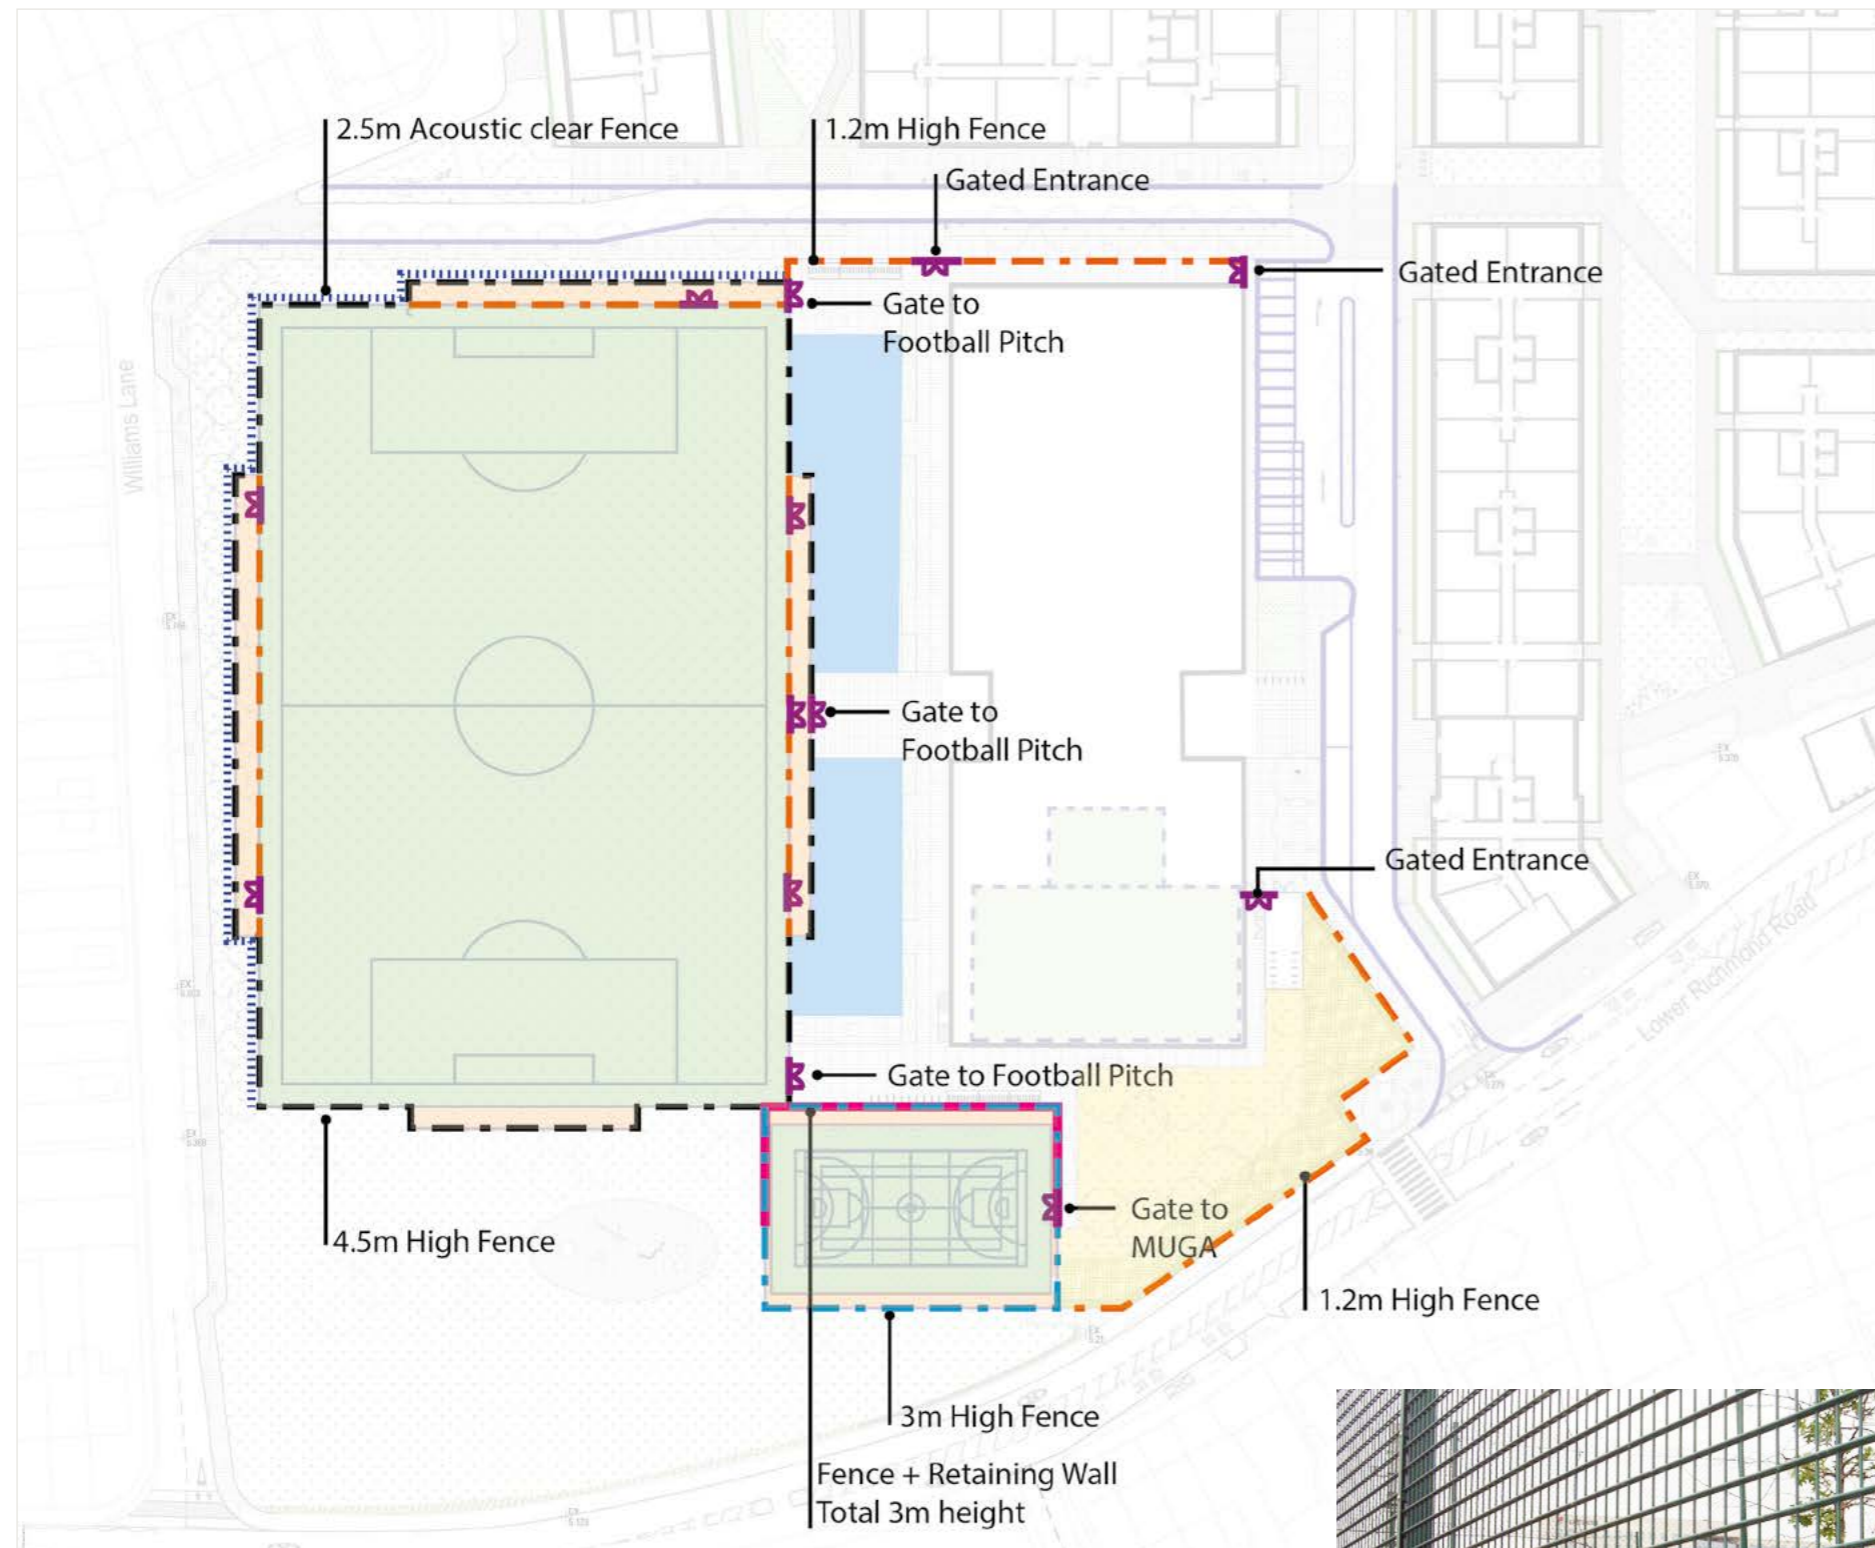 2.5m Acoustic clear Fence
1.2m High Fence
Gated Entrance
Gated Entrance
Gate to
Football Pitch
Williams Lane
Gate to
Football Pitch
Gated Entrance
Lower Richmond Road
Gate to Football Pitch
Gate to
MUGA
4.5m High Fence
1.2m High Fence
3m High Fence
Fence + Retaining Wall
Total 3m height